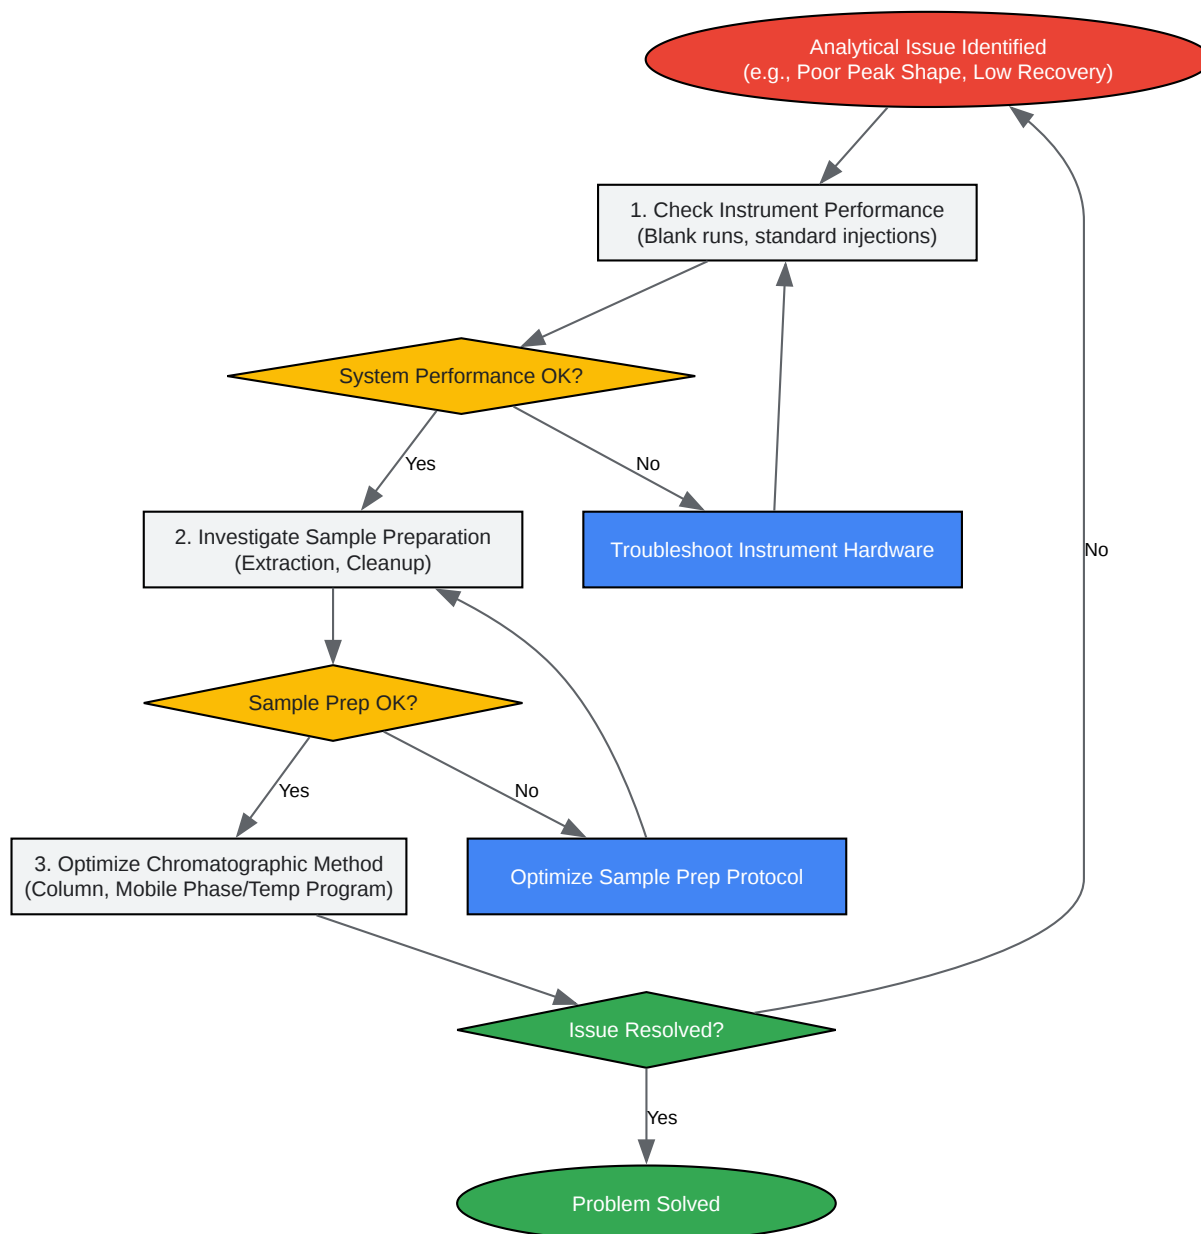 Analytical Issue Identified
(e.g., Poor Peak Shape, Low Recovery)
1. Check Instrument Performance
(Blank runs, standard injections)
System Performance OK?
Yes
No
2. Investigate Sample Preparation
(Extraction, Cleanup)
Troubleshoot Instrument Hardware
No
Sample Prep OK?
Yes
No
3. Optimize Chromatographic Method
(Column, Mobile Phase/Temp Program)
Optimize Sample Prep Protocol
Issue Resolved?
Yes
Problem Solved